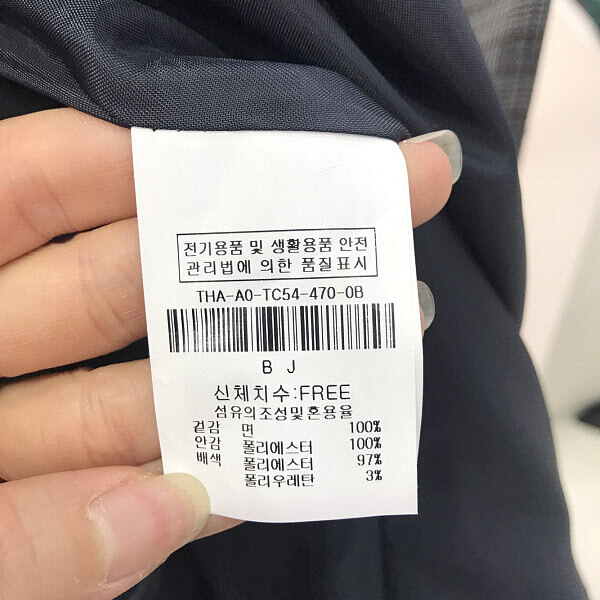 전기용품 및 생활용품 안전
관리법에 의한 품질표시
THA-A0-TC54-470-0B
B J
신체치수:FREE
섬유의조성및혼용율
겉감 면 100%
안감 폴리에스터 100%
배색 폴리에스터 97%
폴리우레탄 3%